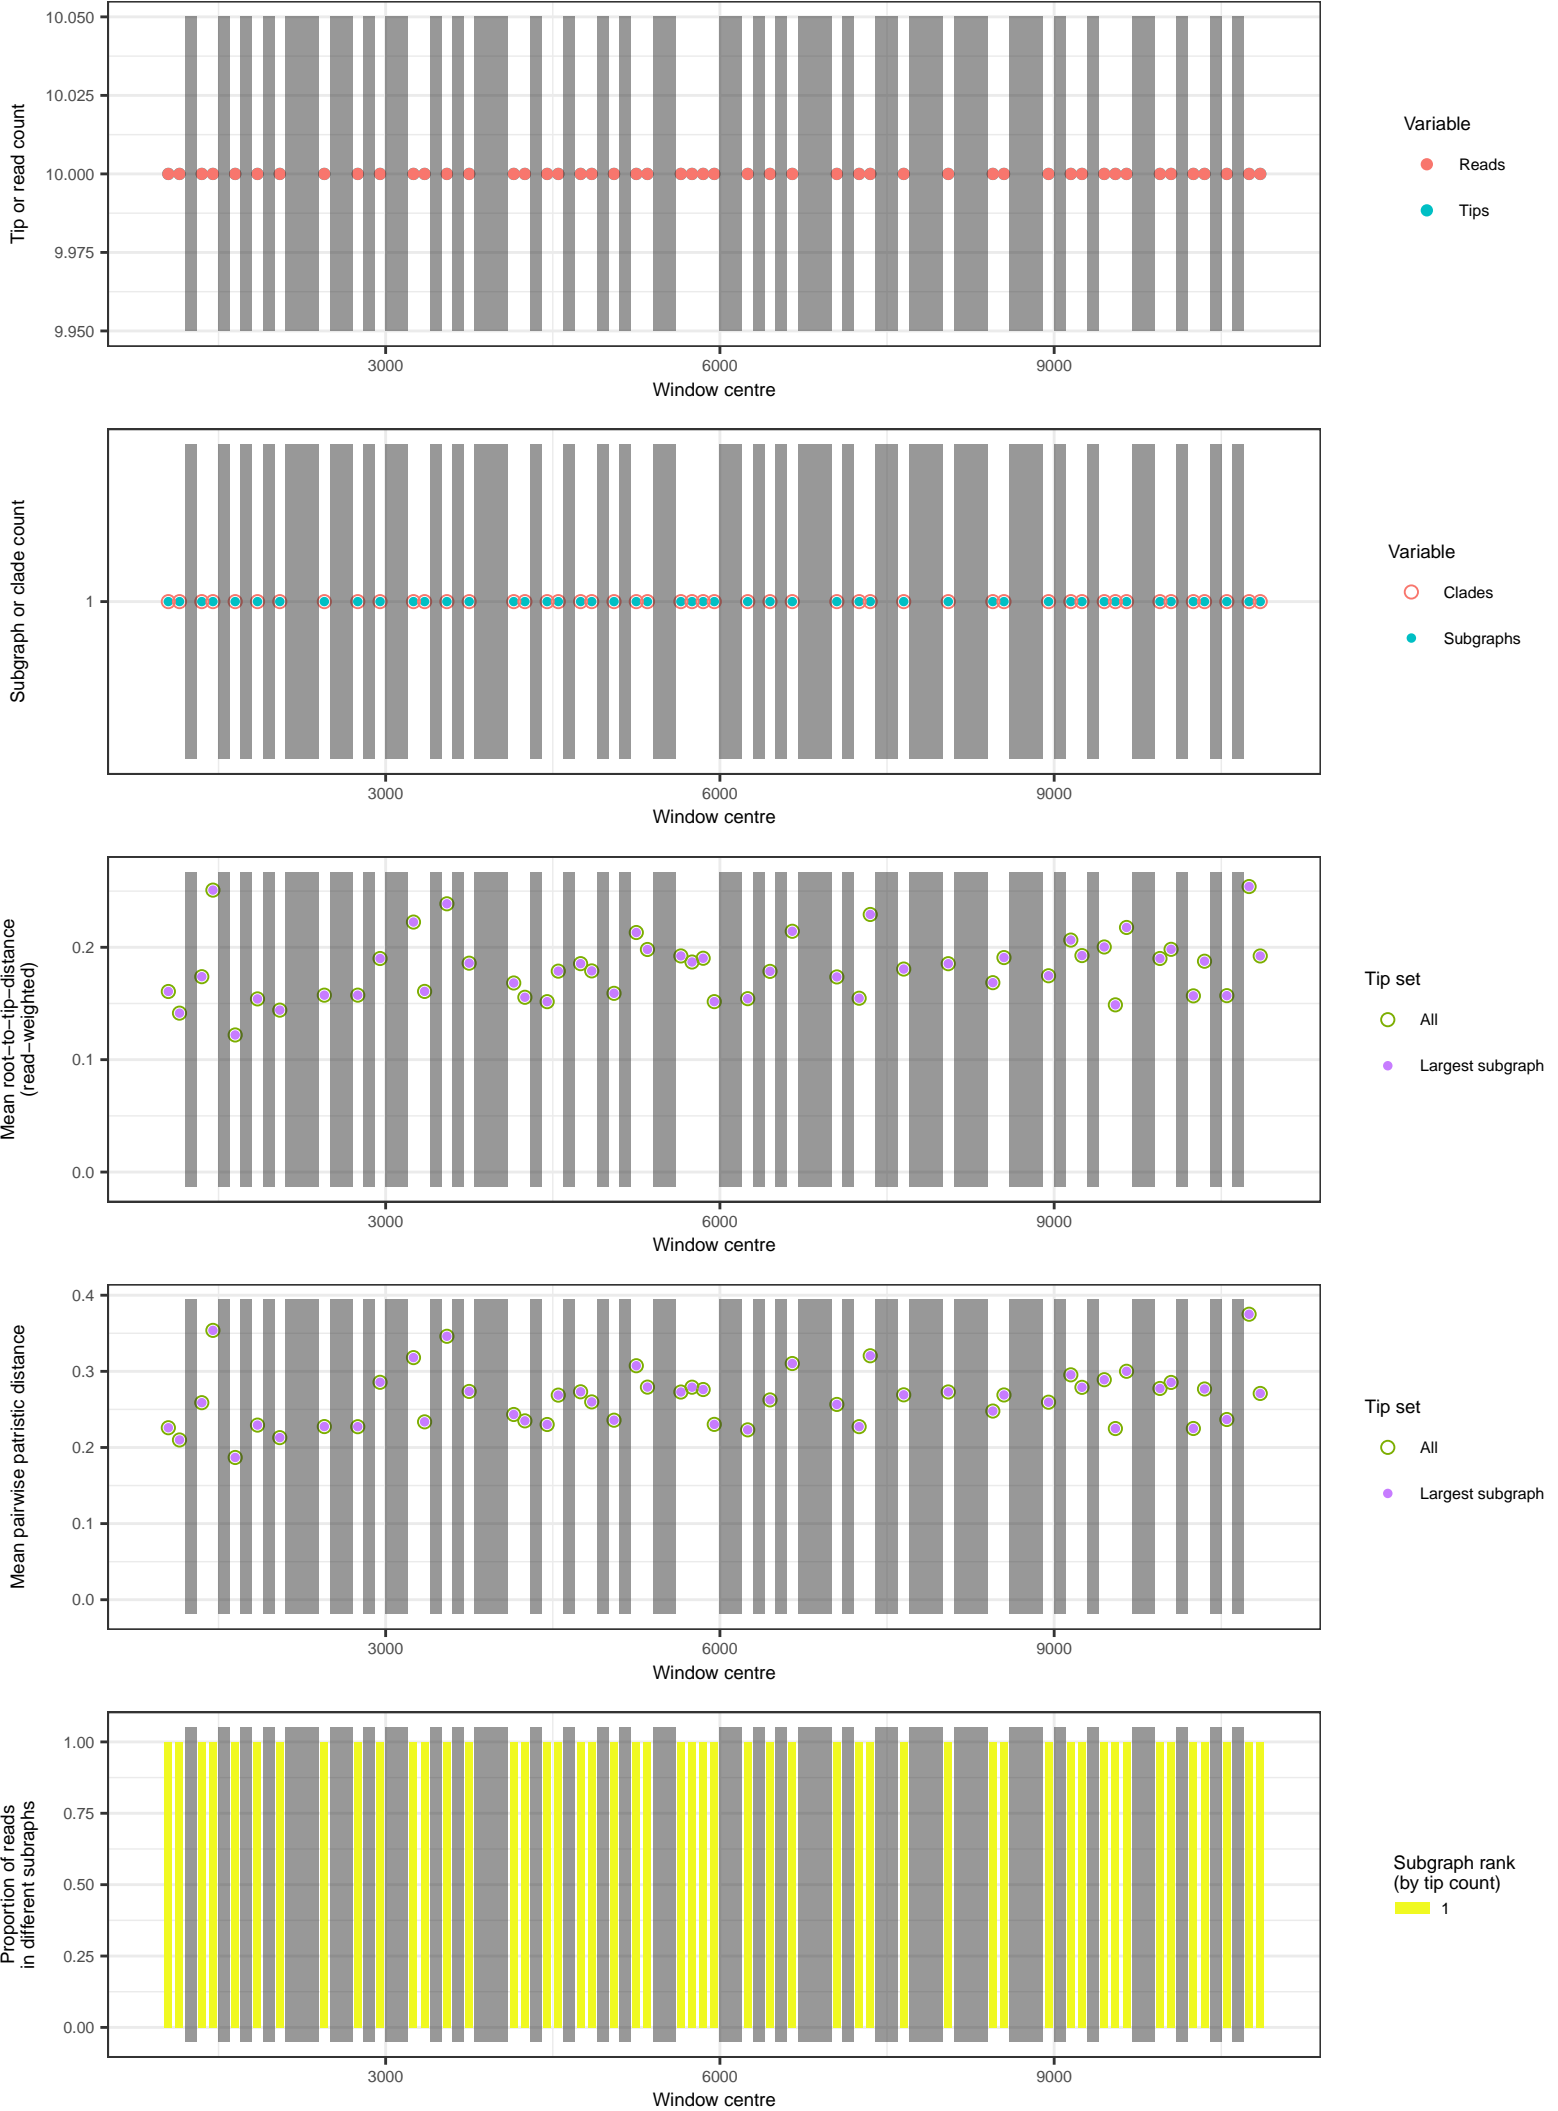 10.050
10.025
10.000
9.975
9.950
Tip or read count
3000
6000
9000
Window centre
Variable
Reads
Tips
1
Subgraph or clade count
3000
6000
9000
Window centre
Variable
Clades
Subgraphs
0.2
0.1
0.0
Mean root−to−tip−distance
(read−weighted)
3000
6000
9000
Window centre
Tip set
All
Largest subgraph
0.4
0.3
0.2
0.1
0.0
Mean pairwise patristic distance
3000
6000
9000
Window centre
Tip set
All
Largest subgraph
1.00
0.75
0.50
0.25
0.00
Proportion of reads
in different subraphs
3000
6000
9000
Window centre
Subgraph rank
(by tip count)
1